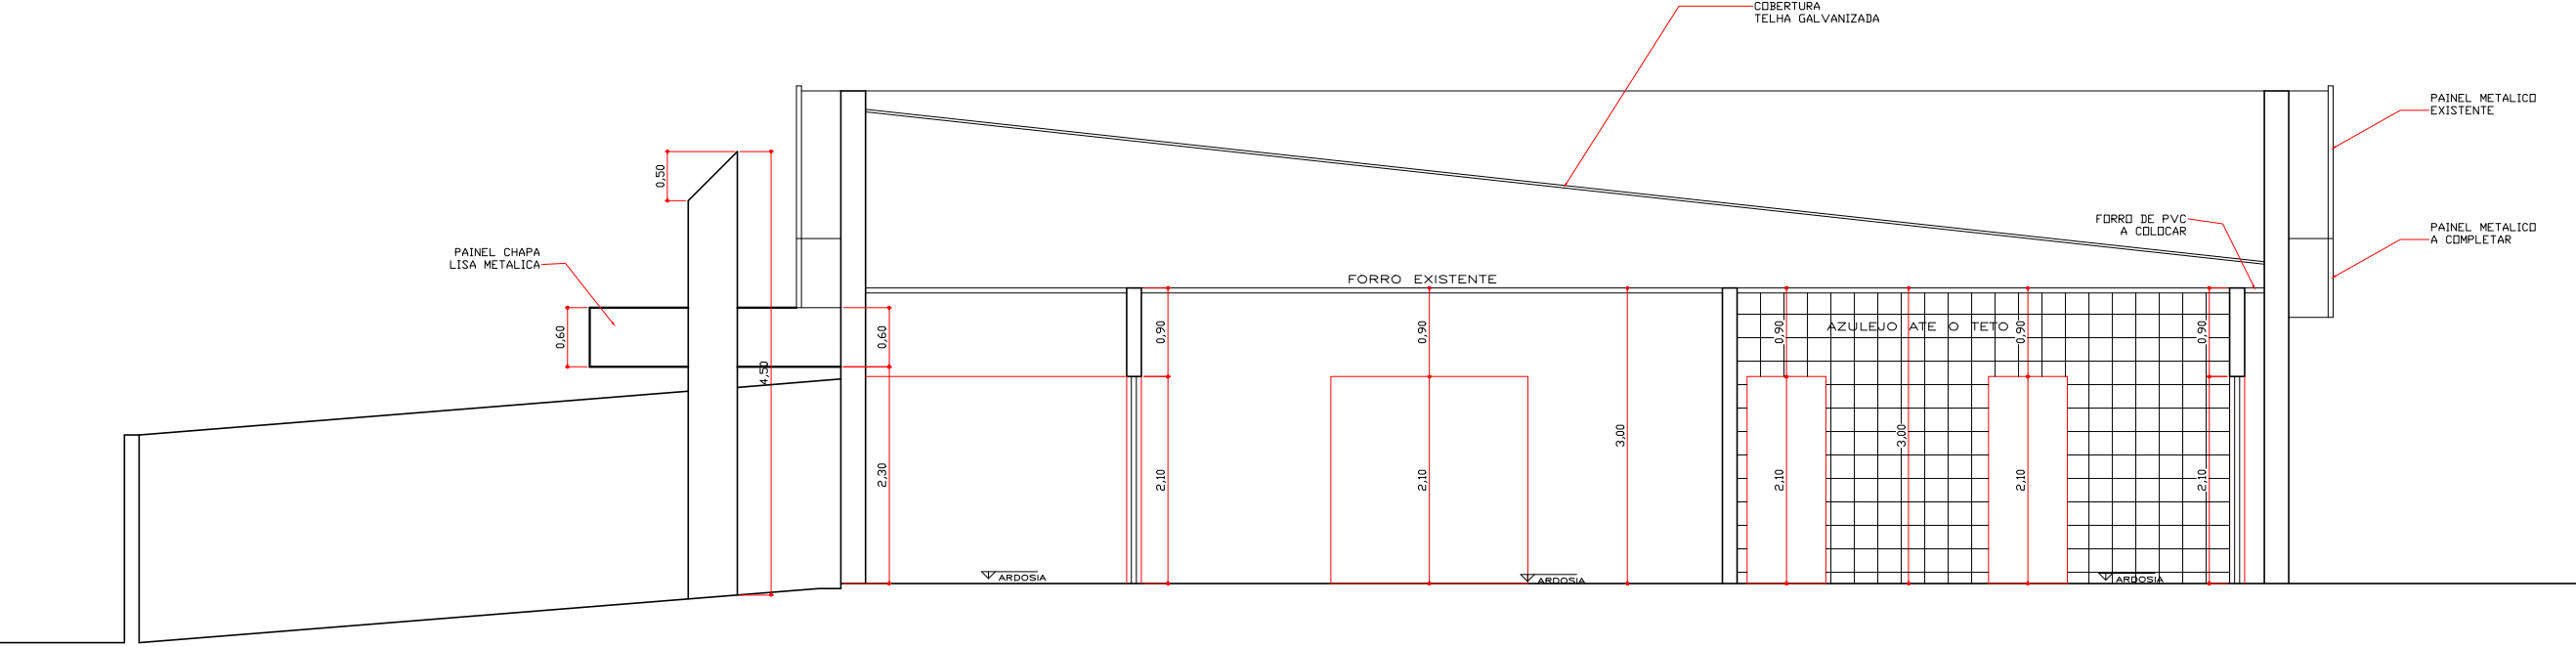 COBERTURA
TELHA GALVANIZADA
PAINEL METALICO
EXISTENTE
0,50
FORRO DE PVC
A COLOCAR
PAINEL METALICO
A COMPLETAR
PAINEL CHAPA
LISA METALICA
FORRO EXISTENTE
AZULEJO ATE O TETO
0,60
0,60
0,90
0,90
0,90
0,90
0,90
4,50
3,00
3,00
2,30
2,10
2,10
2,10
2,10
2,10
ARDOSIA
ARDOSIA
ARDOSIA